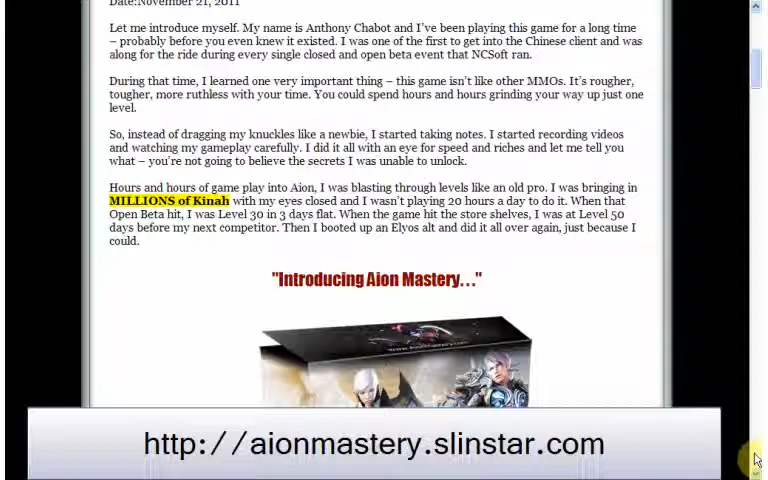 Date:November 21, 2011
Let me introduce myself. My name is Anthony Chabot and I've been playing this game for a long time
– probably before you even knew it existed. I was one of the first to get into the Chinese client and was
along for the ride during every single closed and open beta event that NCSoft ran.
During that time, I learned one very important thing – this game isn't like other MMOs. It's rougher,
tougher, more ruthless with your time. You could spend hours and hours grinding your way up just one
level.
So, instead of dragging my knuckles like a newbie, I started taking notes. I started recording videos
and watching my gameplay carefully. I did it all with an eye for speed and riches and let me tell you
what – you're not going to believe the secrets I was unable to unlock.
Hours and hours of game play into Aion, I was blasting through levels like an old pro. I was bringing in
MILLIONS of Kinah with my eyes closed and I wasn't playing 20 hours a day to do it. When that
Open Beta hit, I was Level 30 in 3 days flat. When the game hit the store shelves, I was at Level 50
days before my next competitor. Then I booted up an Elyos alt and did it all over again, just because I
could.
"Introducing Aion Mastery..."
www.AionMastery.com
http://aionmastery.slinstar.com